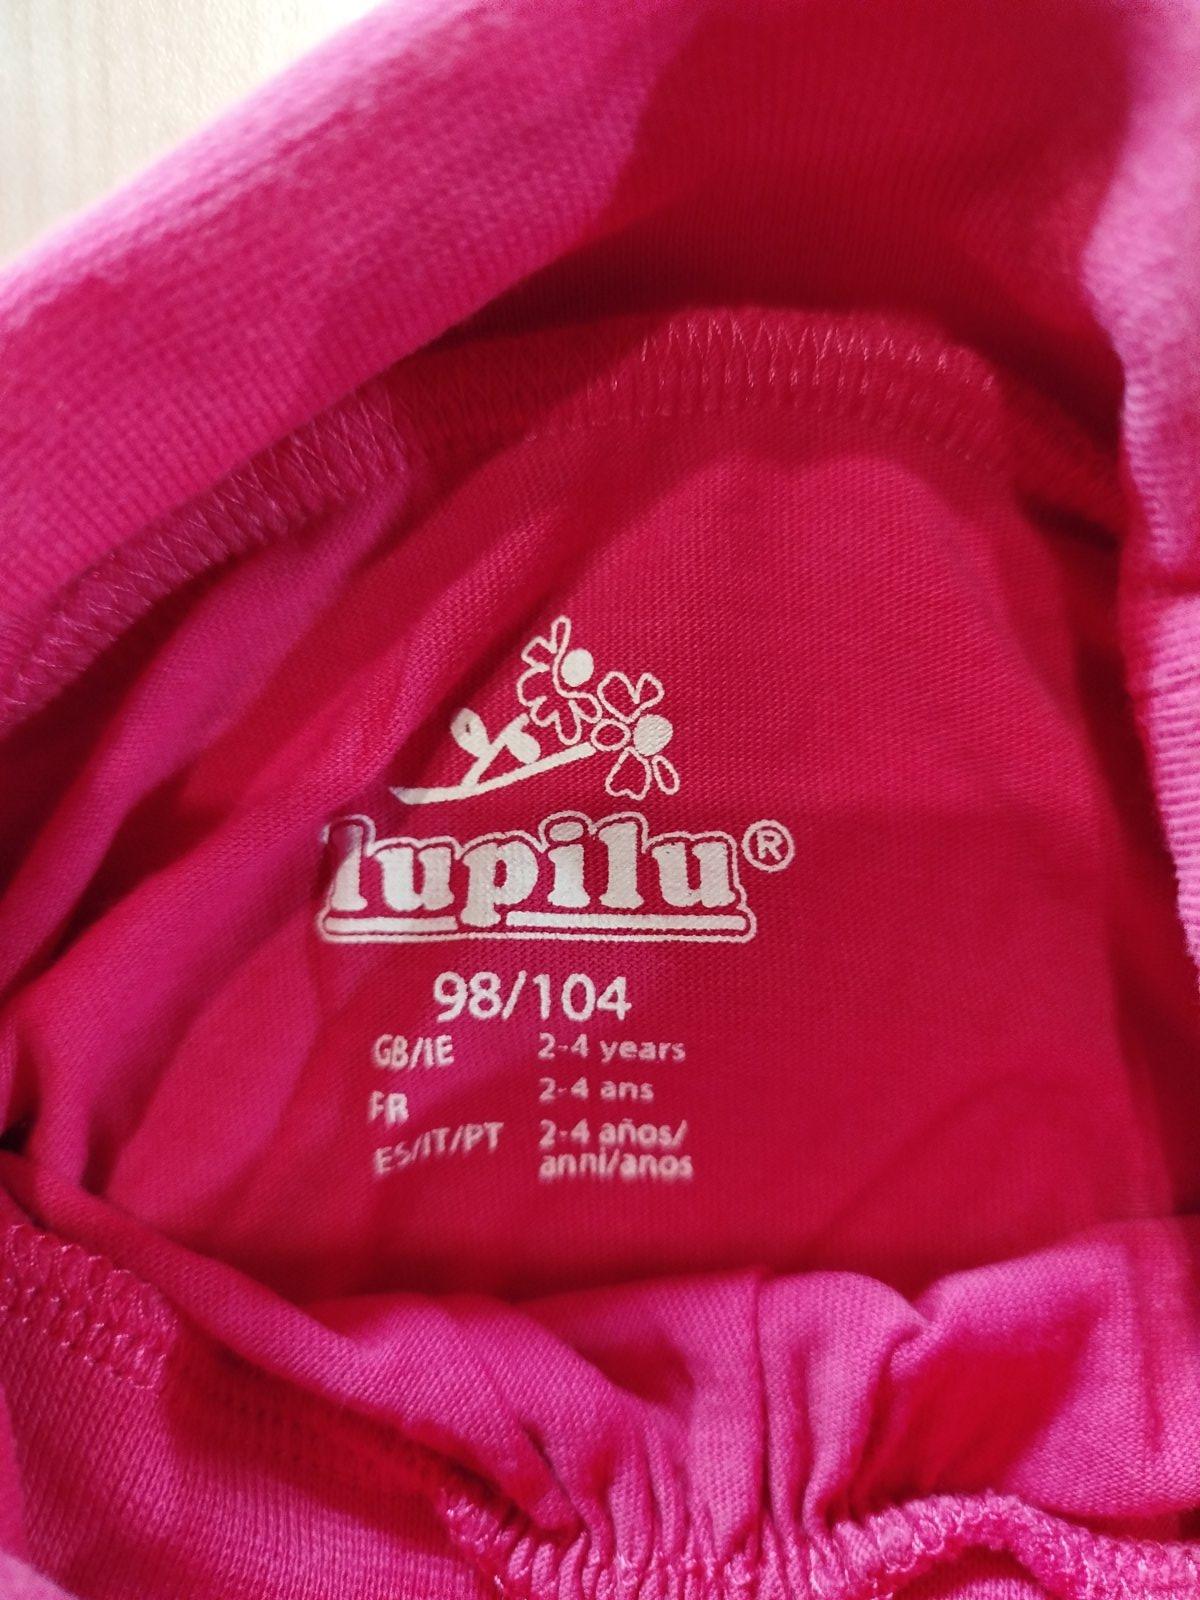 lupilu®
98/104
GB/IE 2-4 years
FR 2-4 ans
ES/IT/PT 2-4 años/
anni/anos